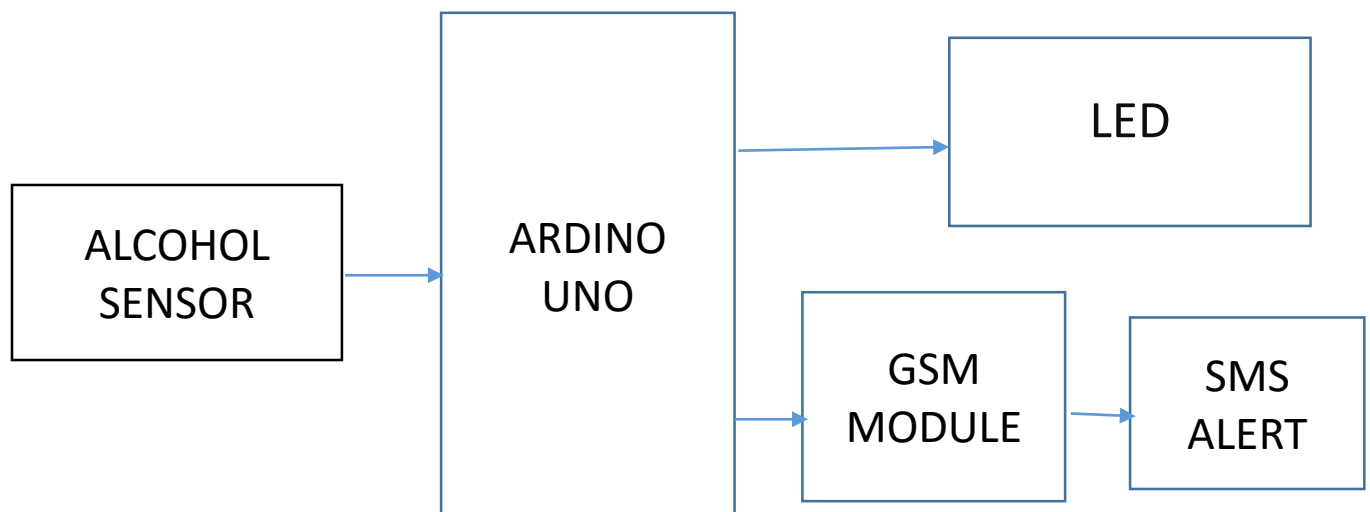 ALCOHOL
SENSOR
ARDINO
UNO
LED
GSM
MODULE
SMS
ALERT